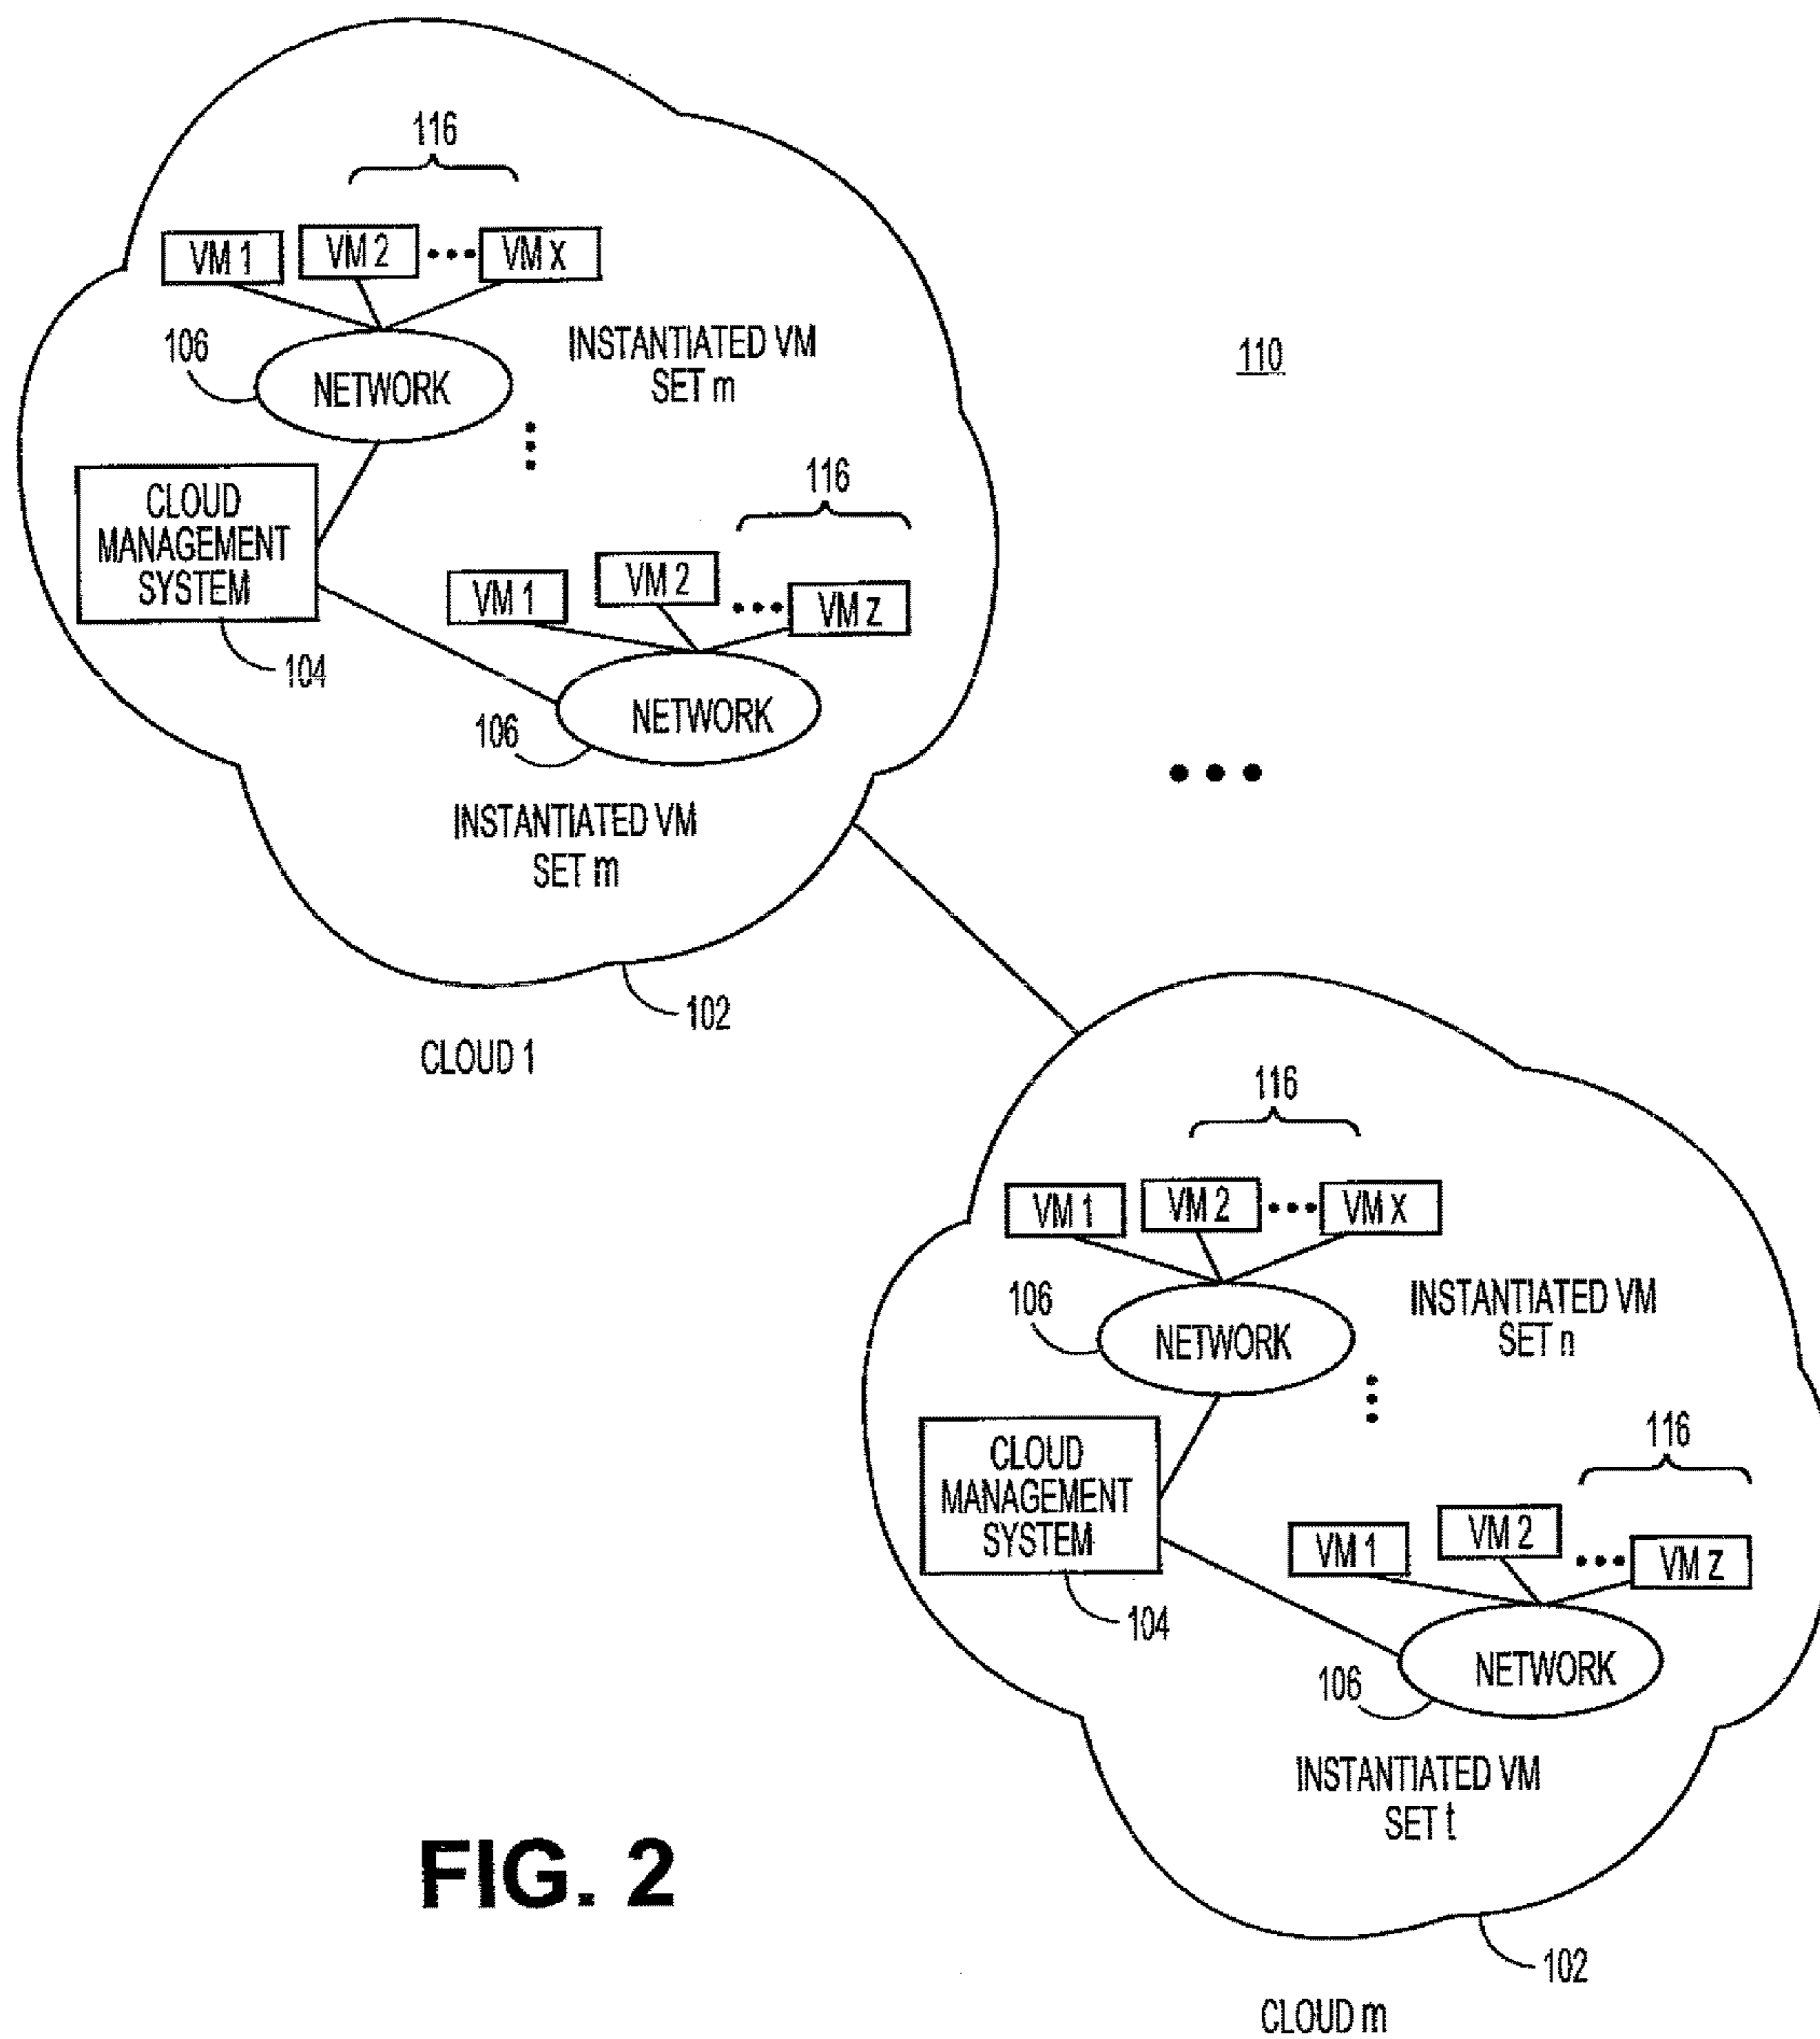 116
VM 1
VM 2
VM X
106
NETWORK
INSTANTIATED VM
SET m
110
CLOUD
MANAGEMENT
SYSTEM
104
116
VM 1
VM 2
VM Z
106
NETWORK
INSTANTIATED VM
SET m
102
CLOUD 1
116
VM 1
VM 2
VM X
106
NETWORK
INSTANTIATED VM
SET n
CLOUD
MANAGEMENT
SYSTEM
104
116
VM 1
VM 2
VM Z
106
NETWORK
INSTANTIATED VM
SET t
102
CLOUD m
FIG. 2